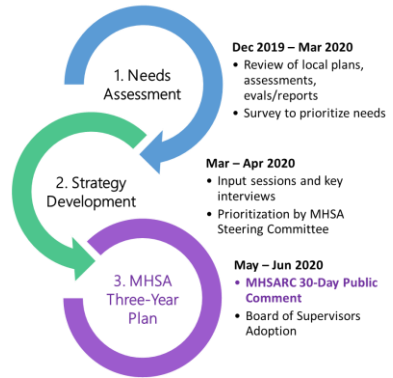 1. Needs
Assessment
Dec 2019 – Mar 2020
• Review of local plans,
assessments,
evals/reports
• Survey to prioritize needs
2. Strategy
Development
Mar – Apr 2020
• Input sessions and key
interviews
• Prioritization by MHSA
Steering Committee
3. MHSA
Three-Year
Plan
May – Jun 2020
• MHSARC 30-Day Public
Comment
• Board of Supervisors
Adoption